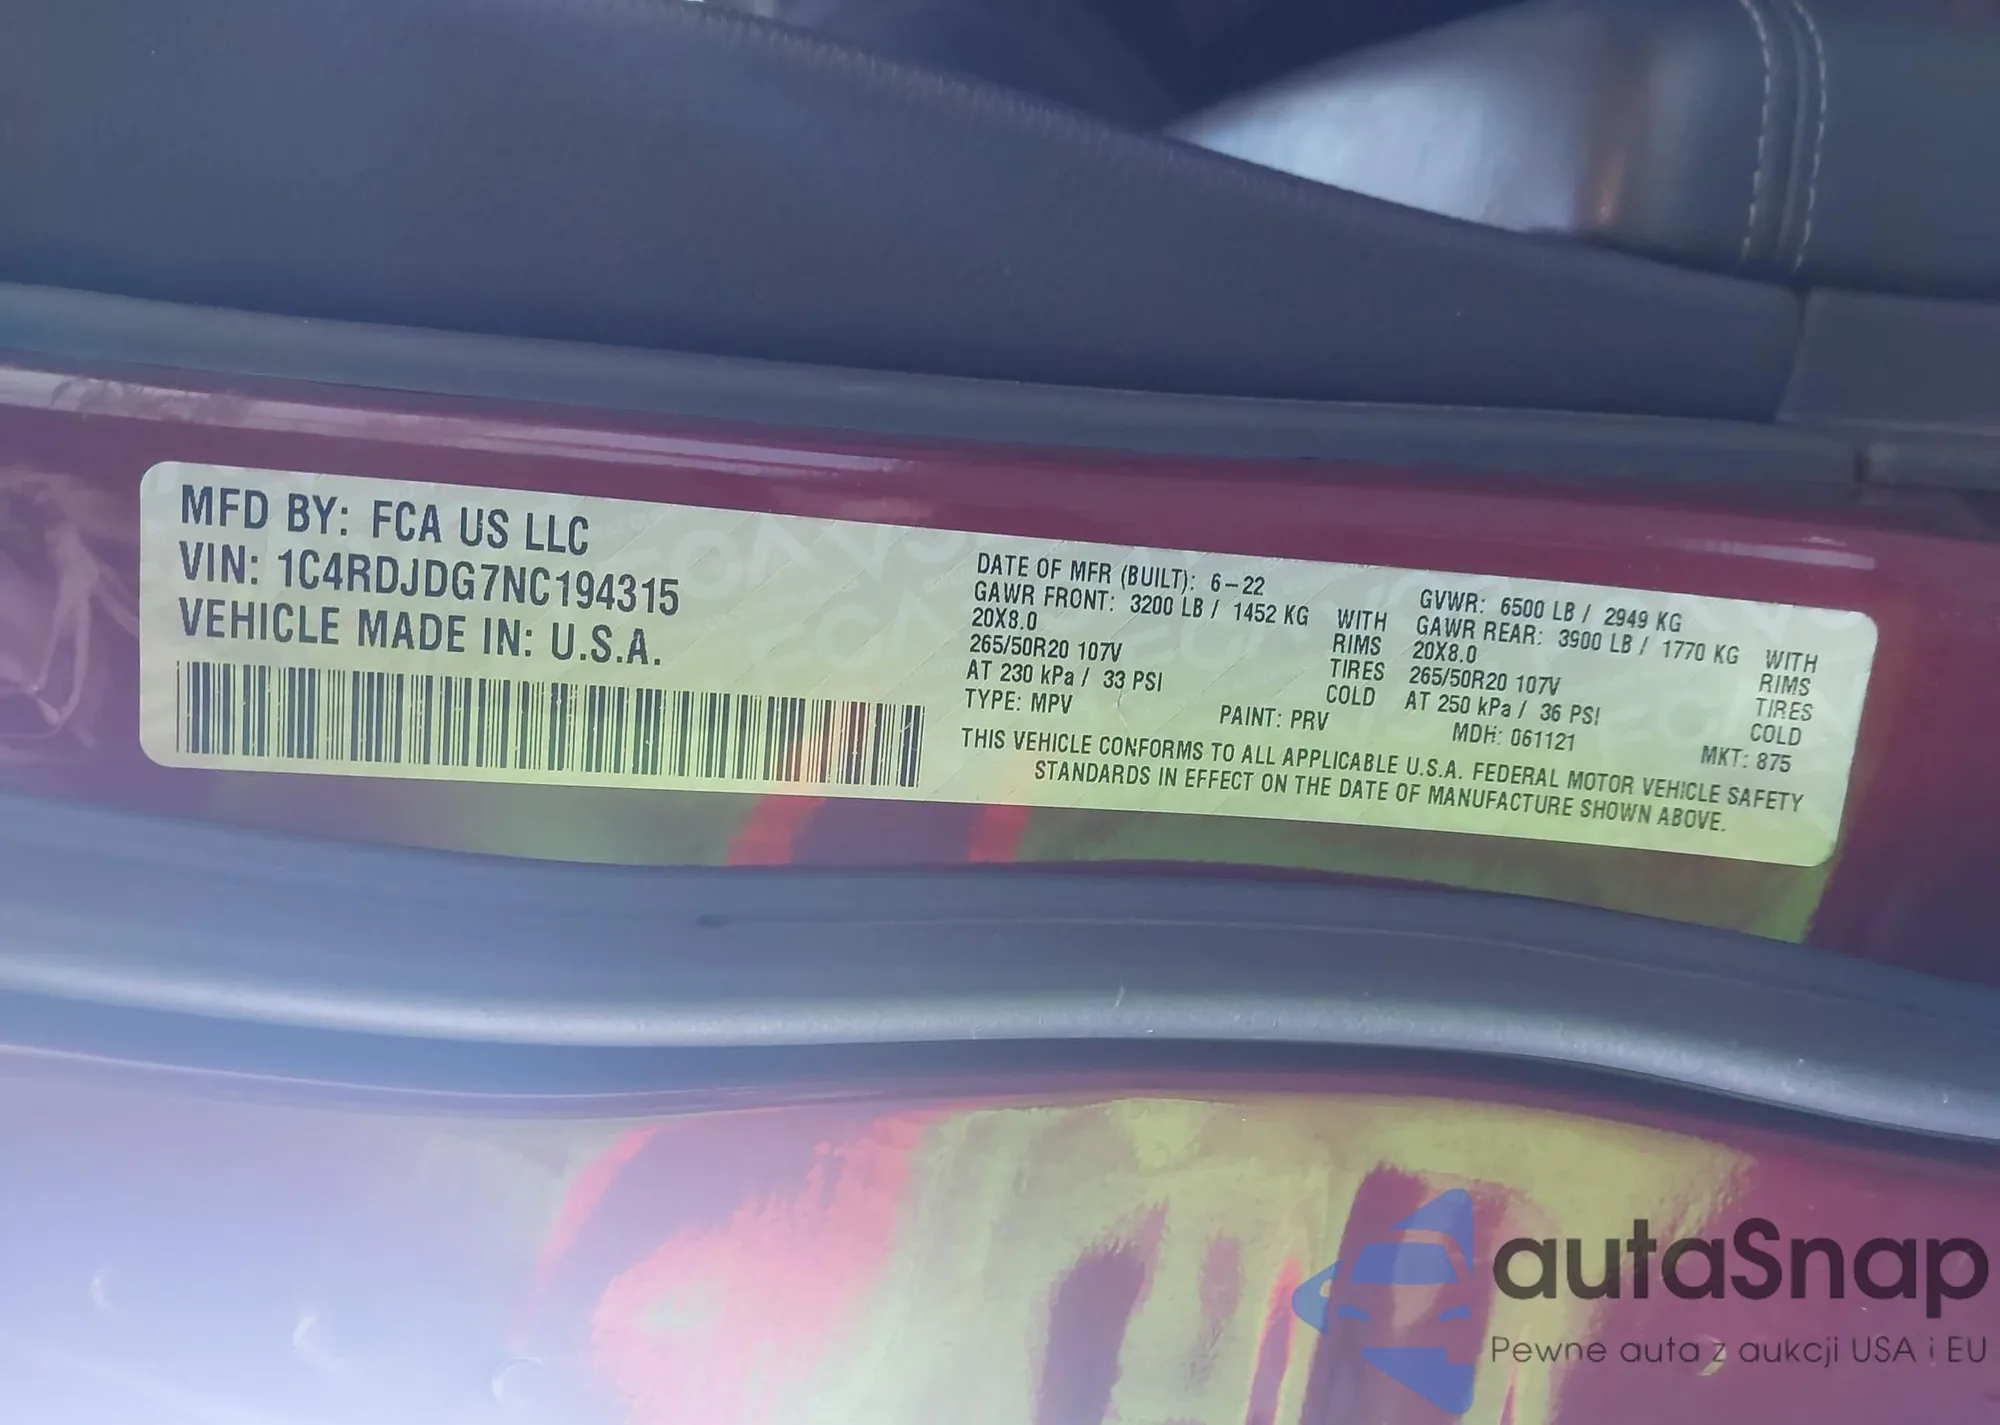 MFD BY: FCA US LLC
VIN: 1C4RDJDG7NC194315
VEHICLE MADE IN: U.S.A.
DATE OF MFR (BUILT): 6-22 GVWR: 6500 LB / 2949 KG
GAWR FRONT: 3200 LB / 1452 KG WITH GAWR REAR: 3900 LB / 1770 KG WITH
20X8.0 RIMS 20X8.0 RIMS
265/50R20 107V TIRES 265/50R20 107V TIRES
AT 230 kPa / 33 PSI COLD AT 250 kPa / 36 PSI COLD
TYPE: MPV PAINT: PRV MDH: 061121 MKT: 875
THIS VEHICLE CONFORMS TO ALL APPLICABLE U.S.A. FEDERAL MOTOR VEHICLE SAFETY
STANDARDS IN EFFECT ON THE DATE OF MANUFACTURE SHOWN ABOVE.
autaSnap
Pewne auta z aukcji USA i EU